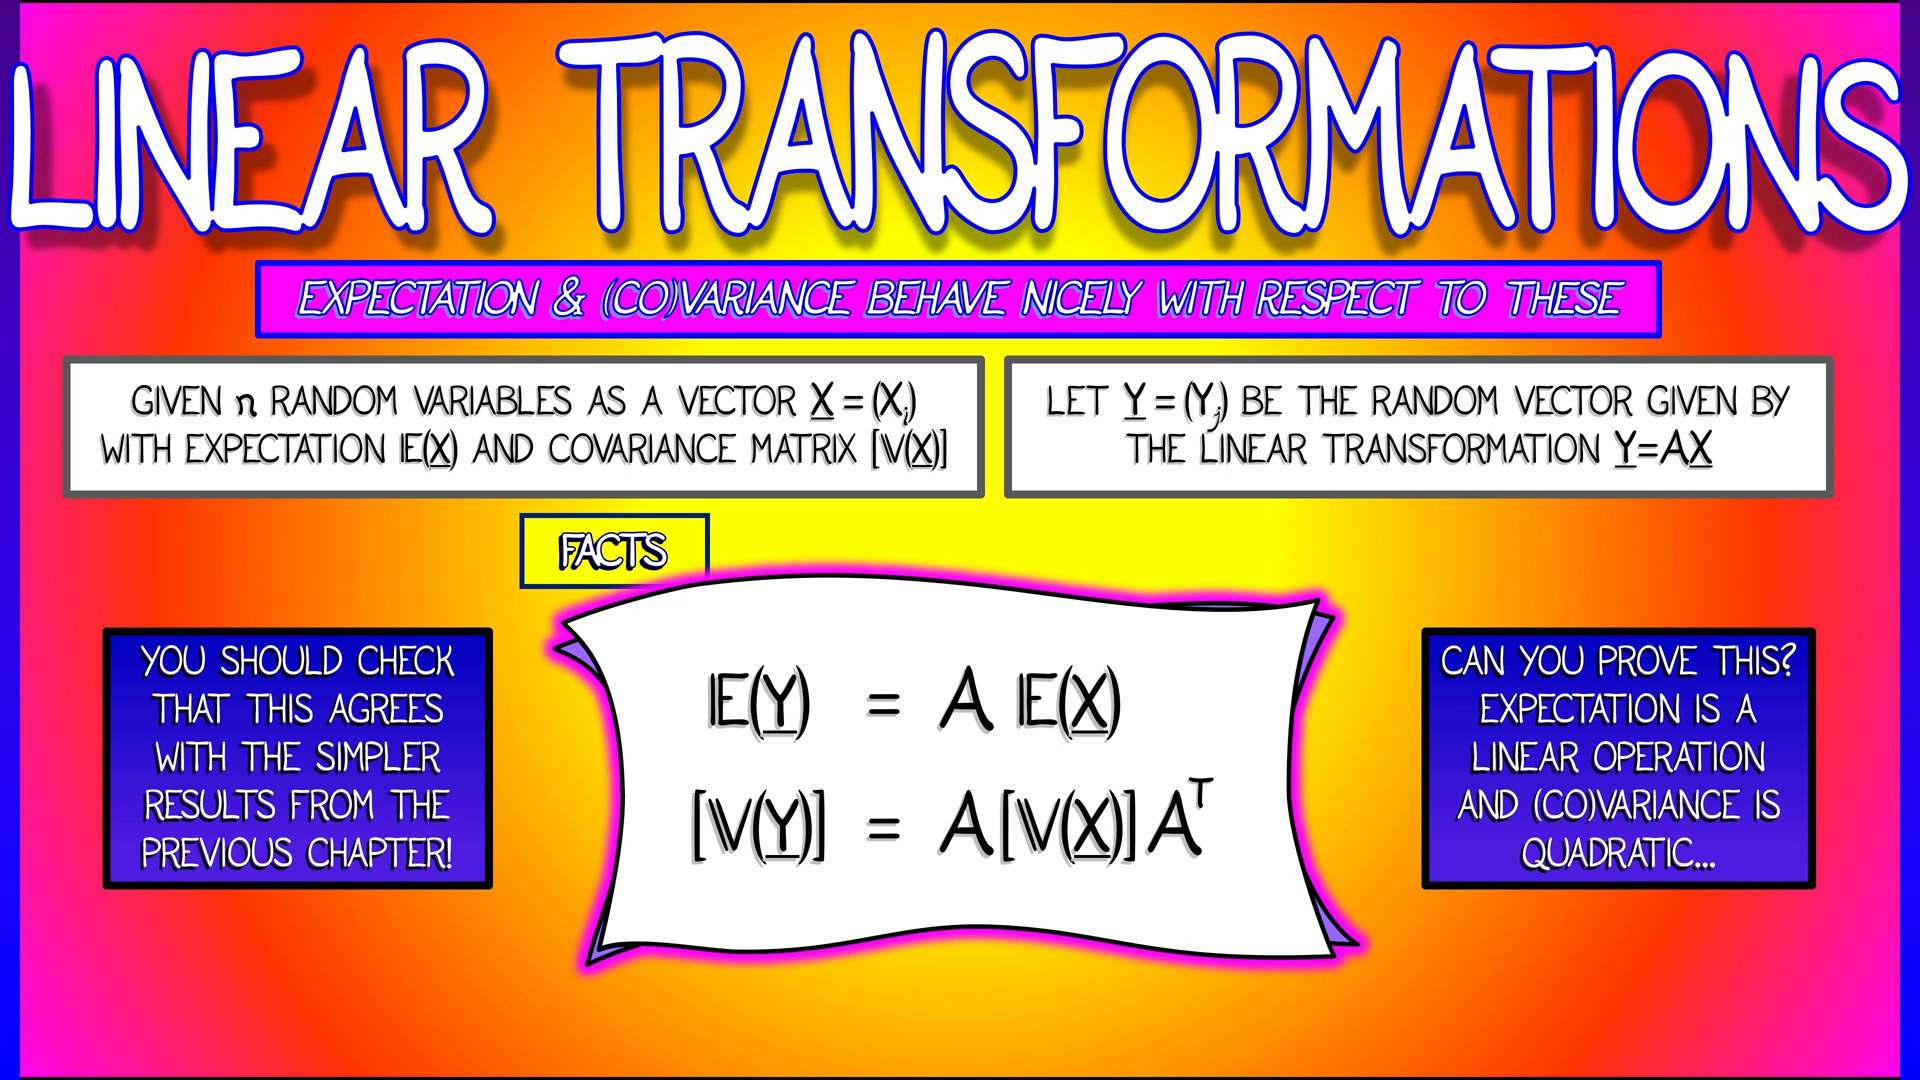 LINEAR TRANSFORMATIONS
EXPECTATION & (CO)VARIANCE BEHAVE NICELY WITH RESPECT TO THESE
GIVEN n RANDOM VARIABLES AS A VECTOR X = (Xᵢ)
WITH EXPECTATION 𝔼(X) AND COVARIANCE MATRIX [𝕍(X)]
LET Y = (Yⱼ) BE THE RANDOM VECTOR GIVEN BY
THE LINEAR TRANSFORMATION Y=AX
FACTS
YOU SHOULD CHECK
THAT THIS AGREES
WITH THE SIMPLER
RESULTS FROM THE
PREVIOUS CHAPTER!
𝔼(Y) = A 𝔼(X)
[𝕍(Y)] = A[𝕍(X)]Aᵀ
CAN YOU PROVE THIS?
EXPECTATION IS A
LINEAR OPERATION
AND (CO)VARIANCE IS
QUADRATIC...